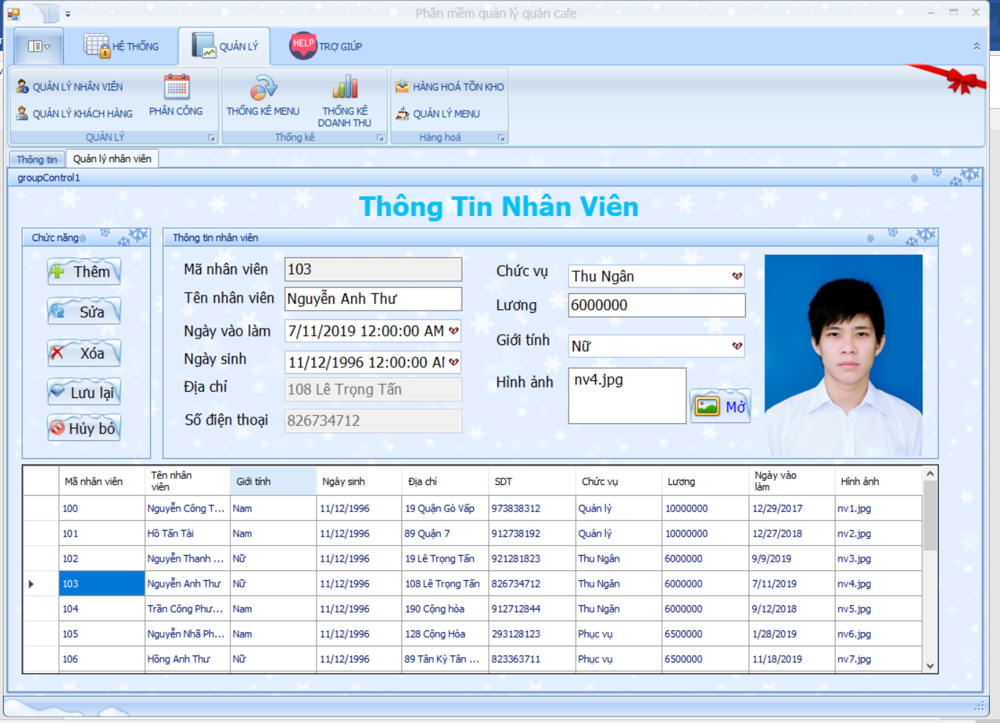 Phần mềm quản lý quán cafe
HỆ THỐNG
QUẢN LÝ
HELP
TRỢ GIÚP
QUẢN LÝ NHÂN VIÊN
QUẢN LÝ KHÁCH HÀNG
PHÂN CÔNG
QUẢN LÝ
THỐNG KÊ MENU
THỐNG KÊ
DOANH THU
Thống kê
HÀNG HOÁ TỒN KHO
QUẢN LÝ MENU
Hàng hoá
Thông tin
Quản lý nhân viên
groupControl1
Thông Tin Nhân Viên
Chức năng
Thêm
Sửa
Xóa
Lưu lại
Hủy bỏ
Thông tin nhân viên
Mã nhân viên 103
Tên nhân viên Nguyễn Anh Thư
Ngày vào làm 7/11/2019 12:00:00 AM
Ngày sinh 11/12/1996 12:00:00 AM
Địa chỉ 108 Lê Trọng Tấn
Số điện thoại 826734712
Chức vụ Thu Ngân
Lương 6000000
Giới tính Nữ
Hình ảnh nv4.jpg
Mở
Mã nhân viên Tên nhân viên Giới tính Ngày sinh Địa chỉ SDT Chức vụ Lương Ngày vào làm Hình ảnh
100 Nguyễn Công T... Nam 11/12/1996 19 Quận Gò Vấp 973838312 Quản lý 10000000 12/29/2017 nv1.jpg
101 Hồ Tấn Tài Nam 11/12/1996 89 Quận 7 912738192 Quản lý 10000000 12/27/2018 nv2.jpg
102 Nguyễn Thanh ... Nữ 11/12/1996 19 Lê Trọng Tấn 921281823 Thu Ngân 6000000 9/9/2019 nv3.jpg
103 Nguyễn Anh Thư Nữ 11/12/1996 108 Lê Trọng Tấn 826734712 Thu Ngân 6000000 7/11/2019 nv4.jpg
104 Trần Công Phư... Nam 11/12/1996 190 Cộng hòa 912712844 Thu Ngân 6000000 9/12/2018 nv5.jpg
105 Nguyễn Nhã Ph... Nam 11/12/1996 128 Cộng Hòa 293128123 Phục vụ 6500000 1/28/2019 nv6.jpg
106 Hồng Anh Thư Nữ 11/12/1996 89 Tân Kỳ Tân ... 823363711 Phục vụ 6500000 11/18/2019 nv7.jpg